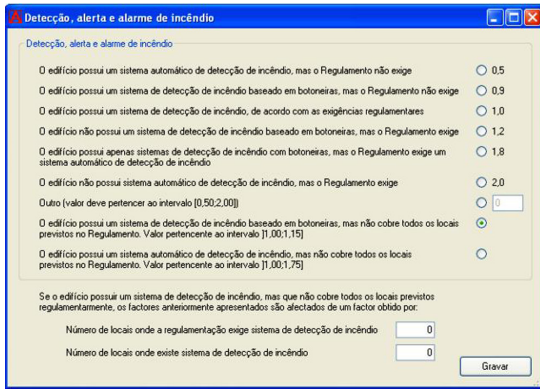 Detecção, alerta e alarme de incêndio
Detecção, alerta e alarme de incêndio
O edifício possui um sistema automático de detecção de incêndio, mas o Regulamento não exige 0,5
O edifício possui um sistema de detecção de incêndio baseado em botoneiras, mas o Regulamento não exige 0,9
O edifício possui um sistema de detecção de incêndio, de acordo com as exigências regulamentares 1,0
O edifício não possui um sistema de detecção de incêndio baseado em botoneiras, mas o Regulamento exige 1,2
O edifício possui apenas sistemas de detecção de incêndio com botoneiras, mas o Regulamento exige um 1,8
sistema automático de detecção de incêndio
O edifício não possui sistema automático de detecção de incêndio, mas o Regulamento exige 2,0
Outro (valor deve pertencer ao intervalo [0,50;2,00]) 0
O edifício possui um sistema de detecção de incêndio baseado em botoneiras, mas não cobre todos os locais
previstos no Regulamento. Valor pertencente ao intervalo ]1,00;1,15]
O edifício possui um sistema automático de detecção de incêndio, mas não cobre todos os locais
previstos no Regulamento. Valor pertencente ao intervalo ]1,00;1,75]
Se o edifício possuir um sistema de detecção de incêndio, mas que não cobre todos os locais previstos
regulamentarmente, os factores anteriormente apresentados são afectados de um factor obtido por:
Número de locais onde a regulamentação exige sistema de detecção de incêndio 0
Número de locais onde existe sistema de detecção de incêndio 0
Gravar